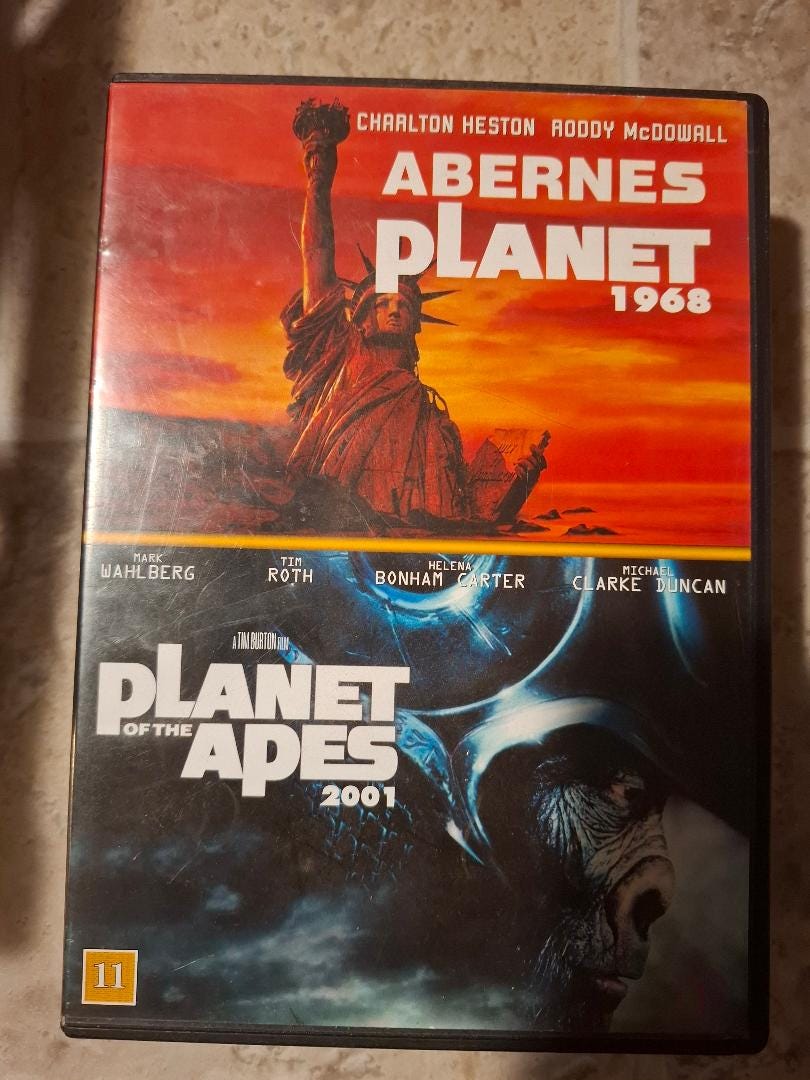 CHARLTON HESTON RODDY McDOWALL
ABERNES
PLANET
1968
JULY
MARK WAHLBERG
TIM ROTH
HELENA BONHAM CARTER
MICHAEL CLARKE DUNCAN
A TIM BURTON FILM
PLANET
OF THE APES
2001
11